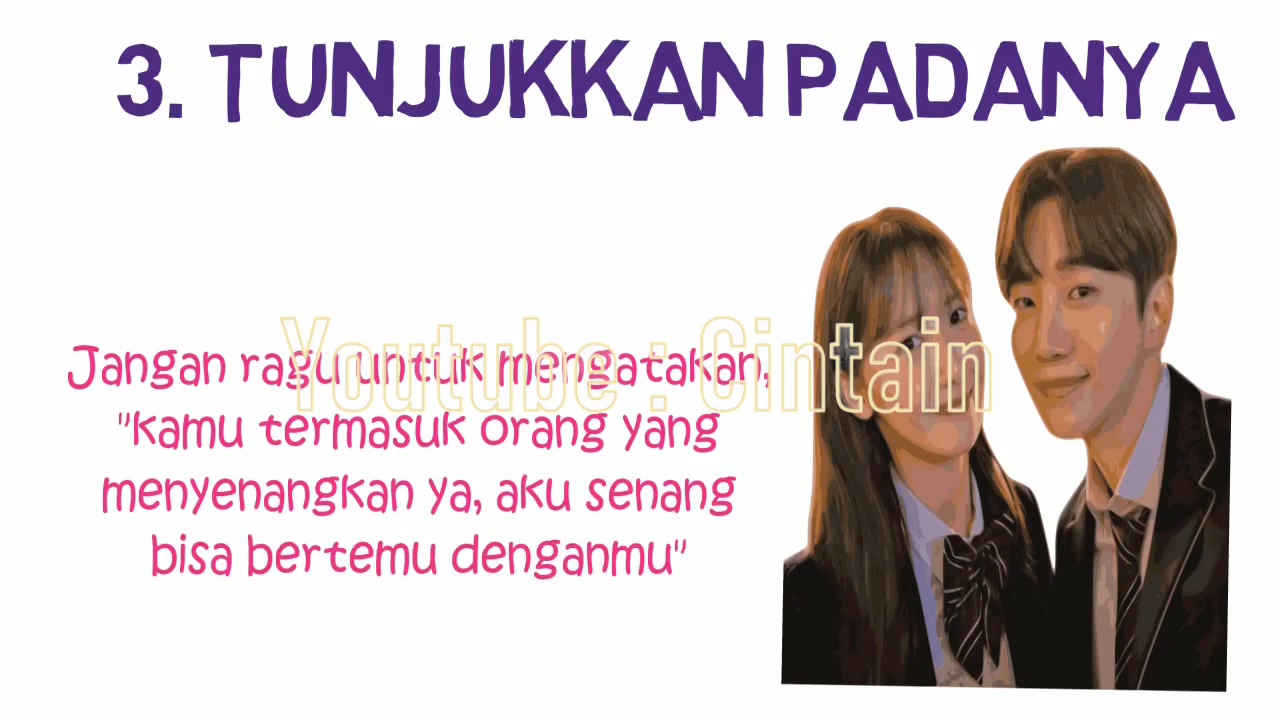 3. TUNJUKKAN PADANYA
Jangan ragu untuk mengatakan,
"kamu termasuk orang yang
menyenangkan ya, aku senang
bisa bertemu denganmu"
Youtube : Cintain